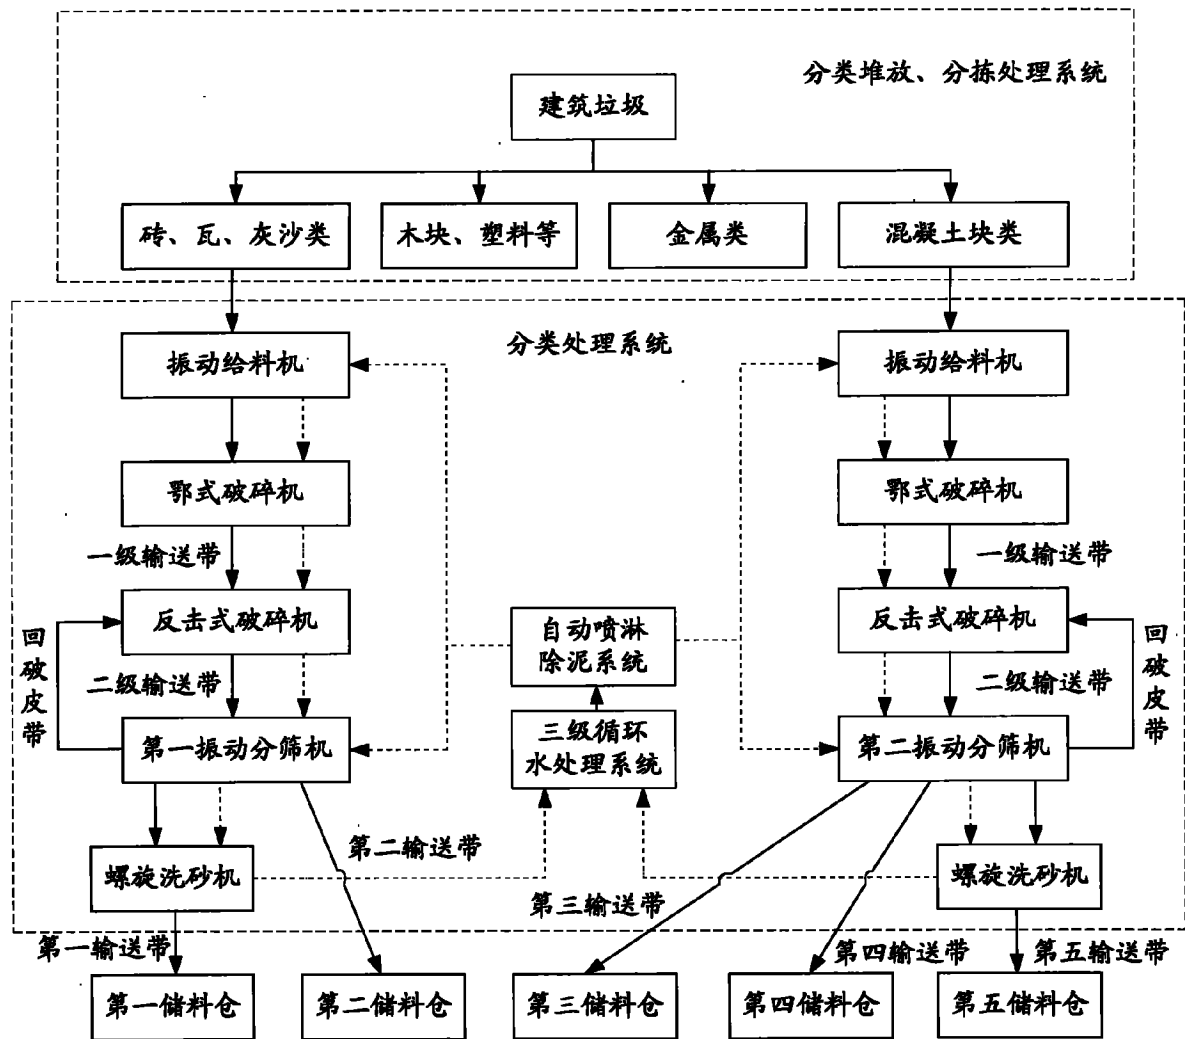 分类堆放、分拣处理系统
建筑垃圾
砖、瓦、灰沙类
木块、塑料等
金属类
混凝土块类
分类处理系统
振动给料机
振动给料机
鄂式破碎机
鄂式破碎机
一级输送带
一级输送带
反击式破碎机
自动喷淋
除泥系统
反击式破碎机
回破皮带
二级输送带
二级输送带
回破皮带
第一振动分筛机
三级循环
水处理系统
第二振动分筛机
第二输送带
螺旋洗砂机
螺旋洗砂机
第三输送带
第一输送带
第四输送带
第五输送带
第一储料仓
第二储料仓
第三储料仓
第四储料仓
第五储料仓